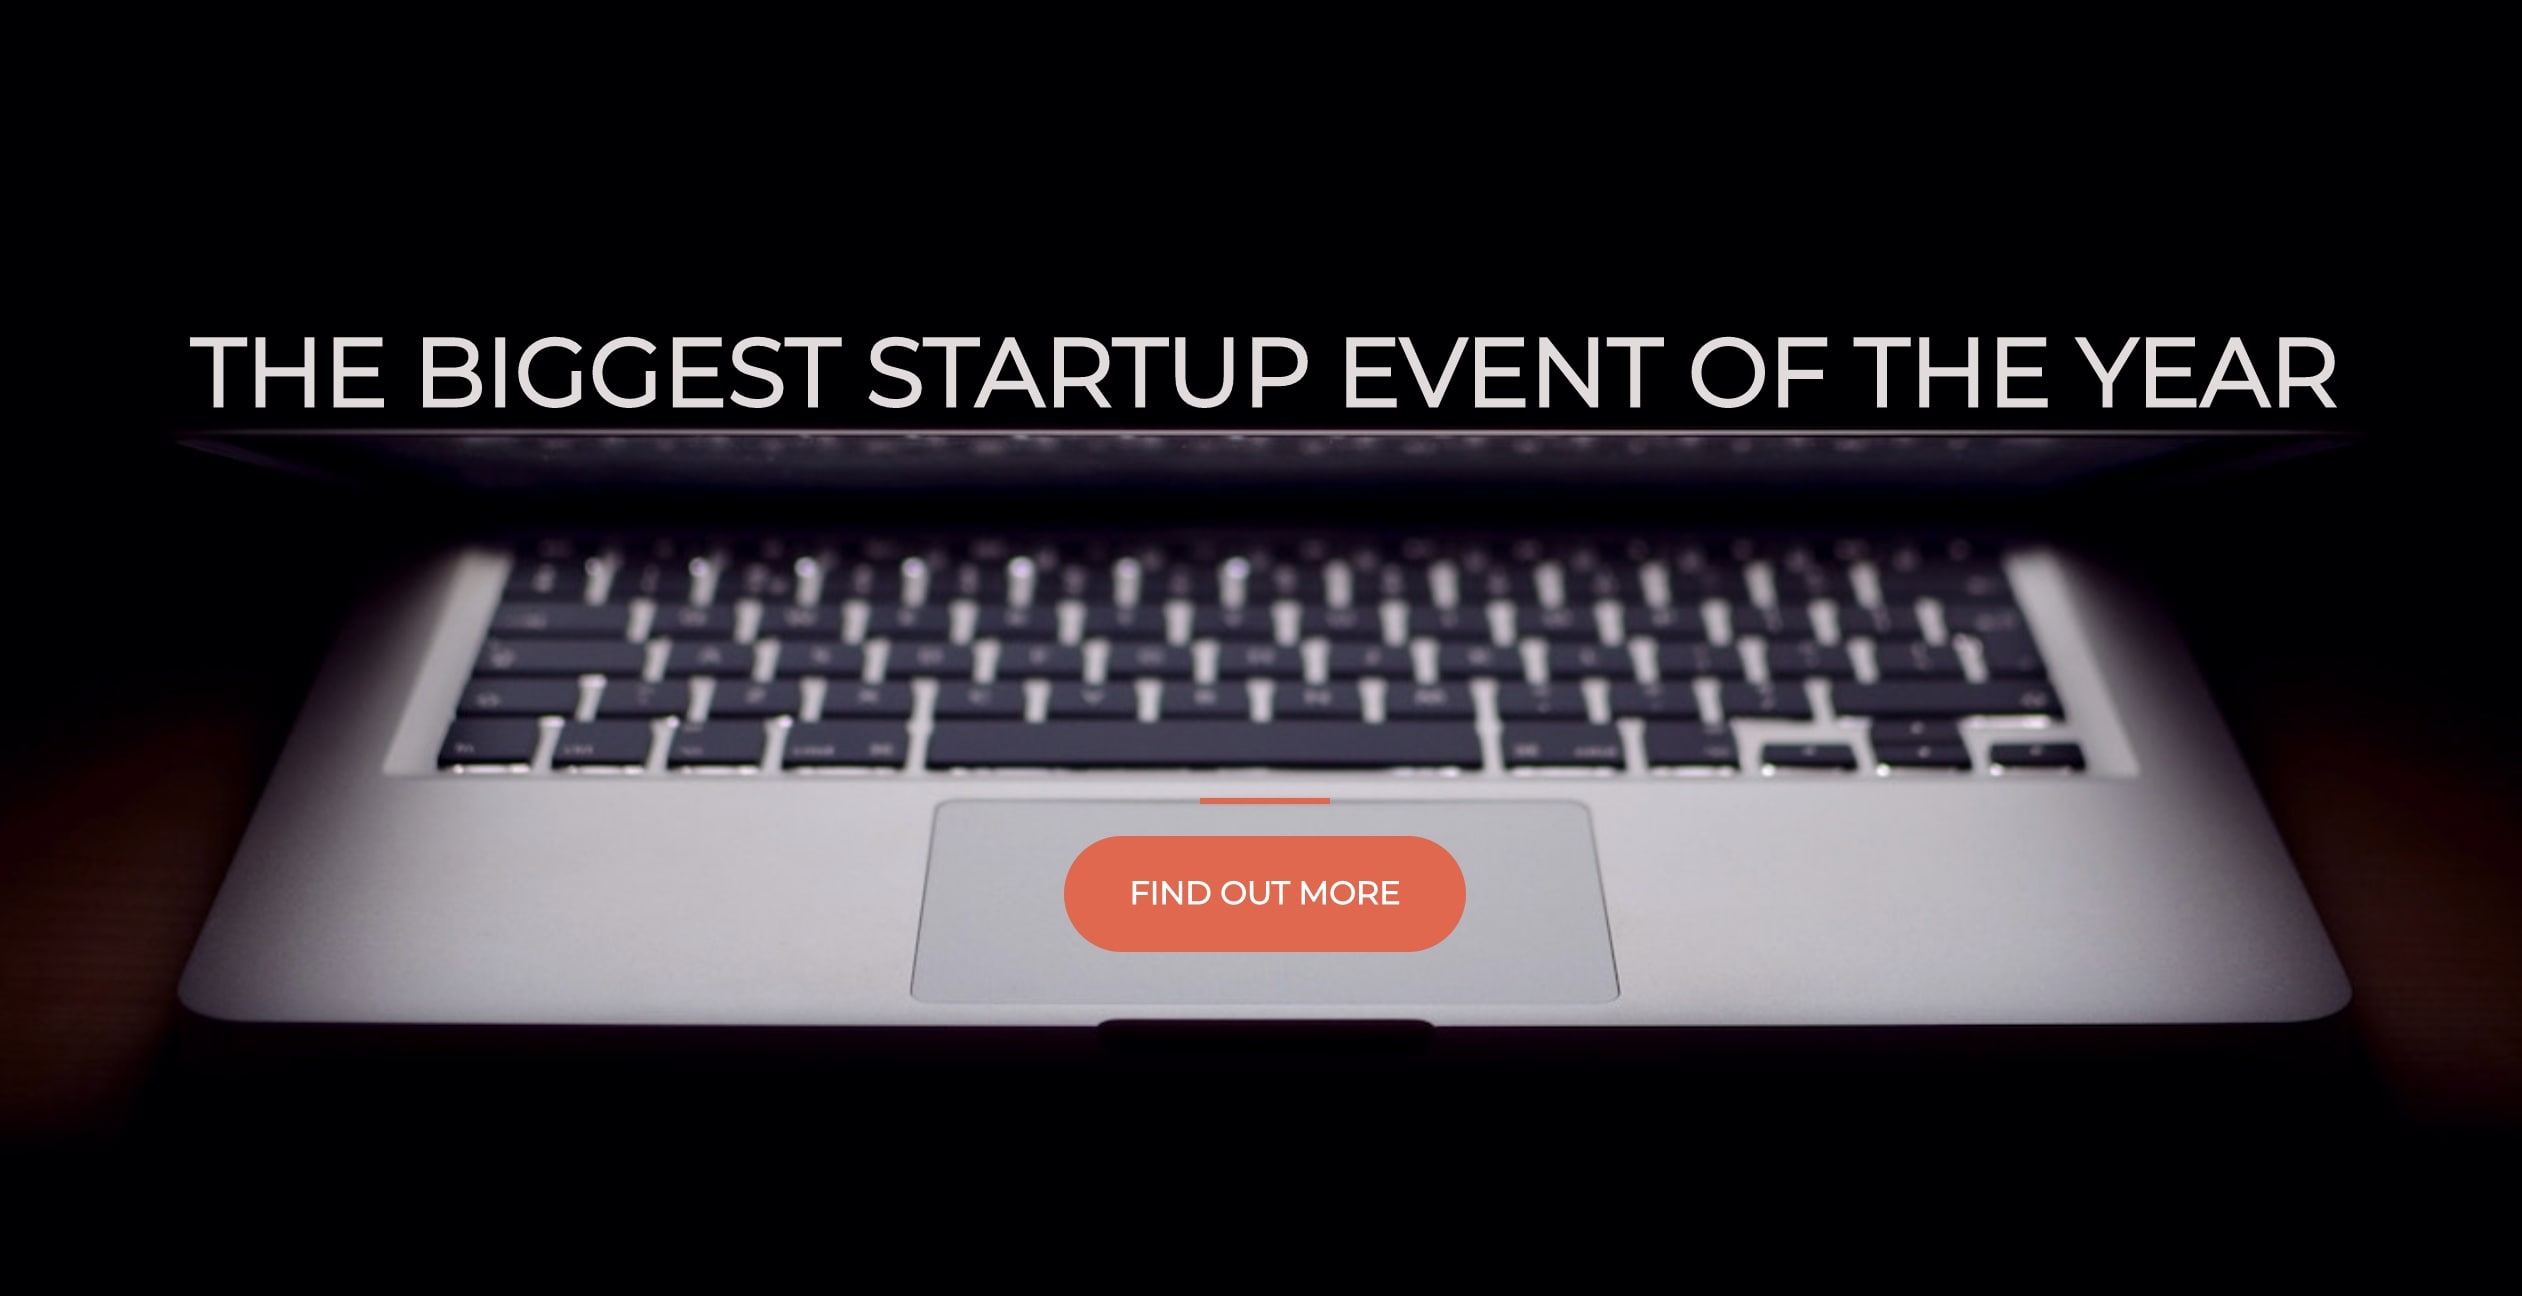 THE BIGGEST STARTUP EVENT OF THE YEAR
FIND OUT MORE